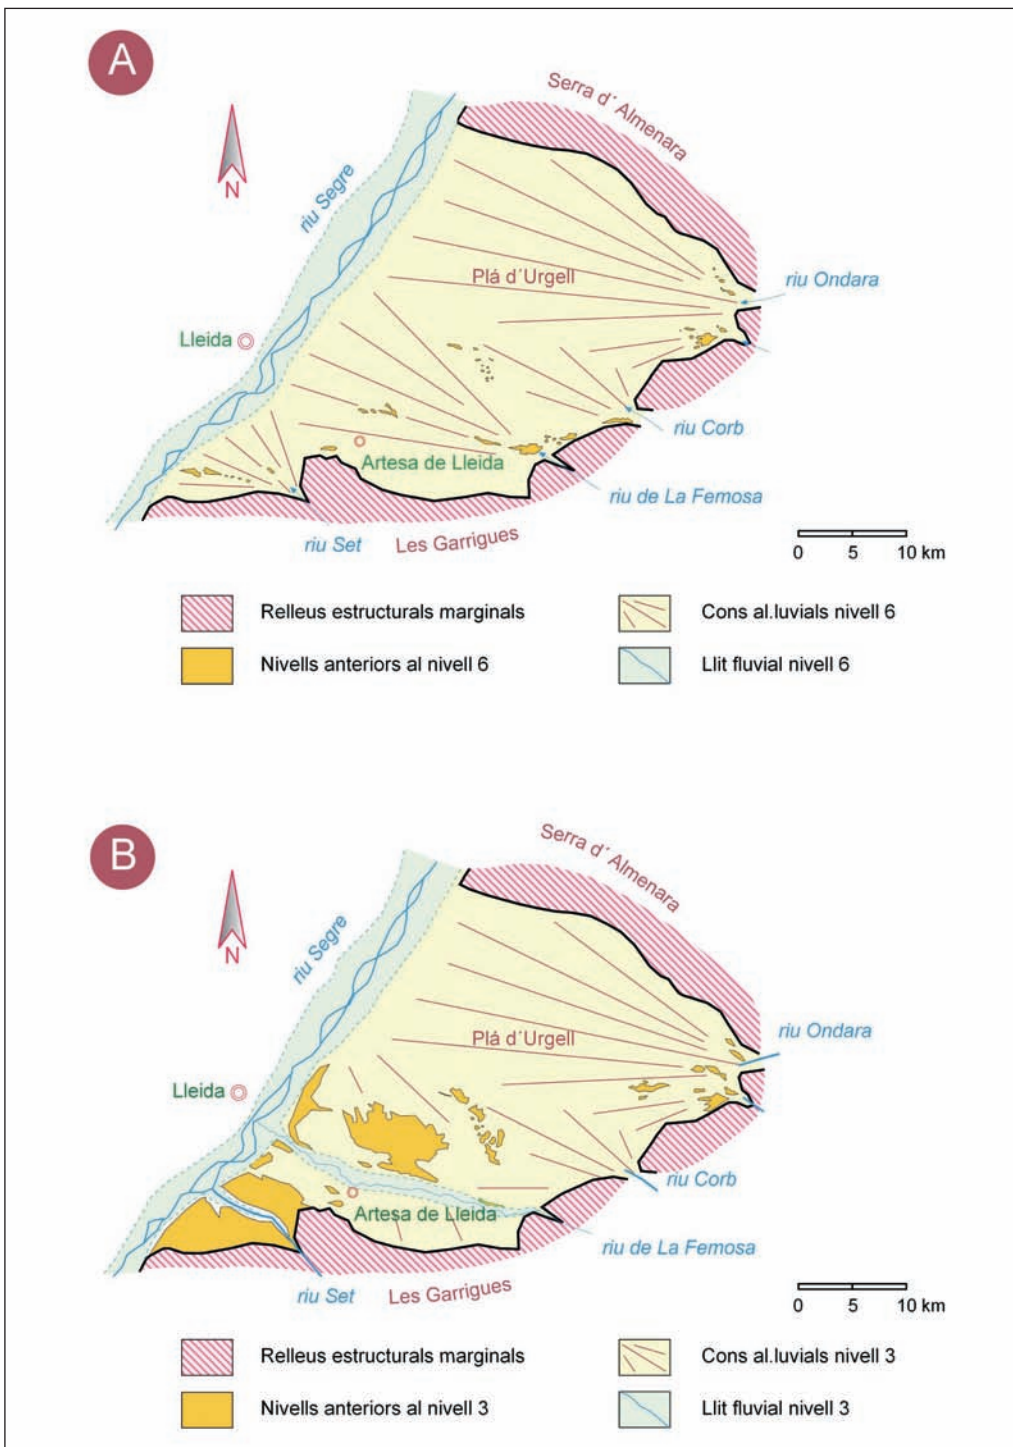 A
Serra d´ Almenara
N
riu Segre
Plá d´Urgell
riu Ondara
Lleida
riu Corb
Artesa de Lleida
riu de La Femosa
riu Set
Les Garrigues
0 5 10 km
Relleus estructurals marginals
Cons al.luvials nivell 6
Nivells anteriors al nivell 6
Llit fluvial nivell 6
B
Serra d´ Almenara
N
riu Segre
Plá d´Urgell
riu Ondara
Lleida
riu Corb
Artesa de Lleida
riu de La Femosa
riu Set
Les Garrigues
0 5 10 km
Relleus estructurals marginals
Cons al.luvials nivell 3
Nivells anteriors al nivell 3
Llit fluvial nivell 3